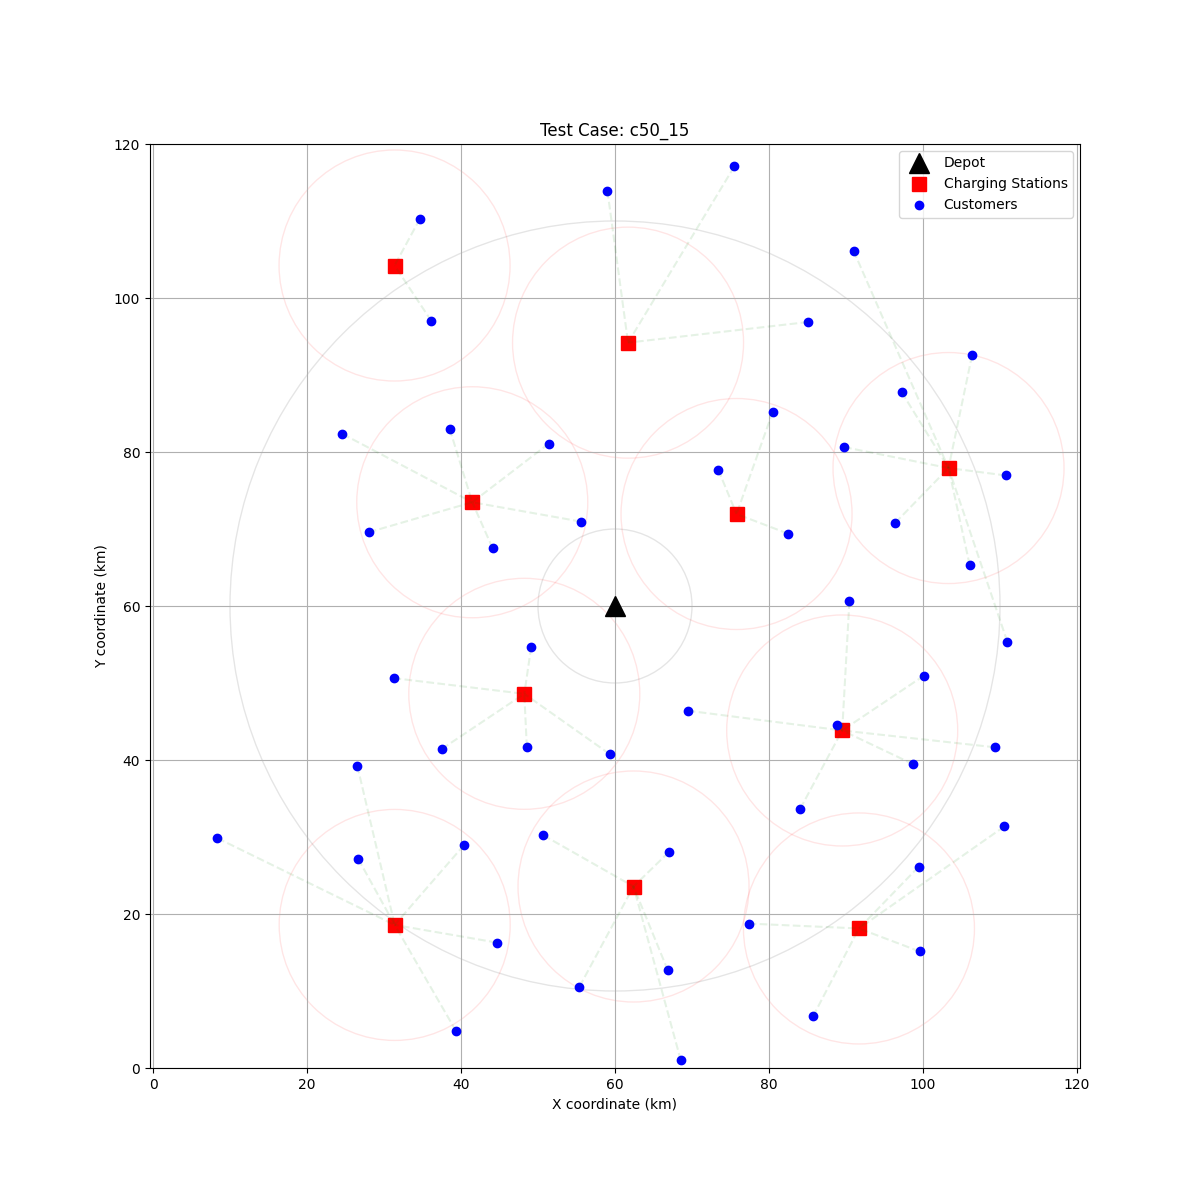 Test Case: c50_15
Depot
Charging Stations
Customers
120
100
80
60
40
20
0
Y coordinate (km)
0 20 40 60 80 100 120
X coordinate (km)